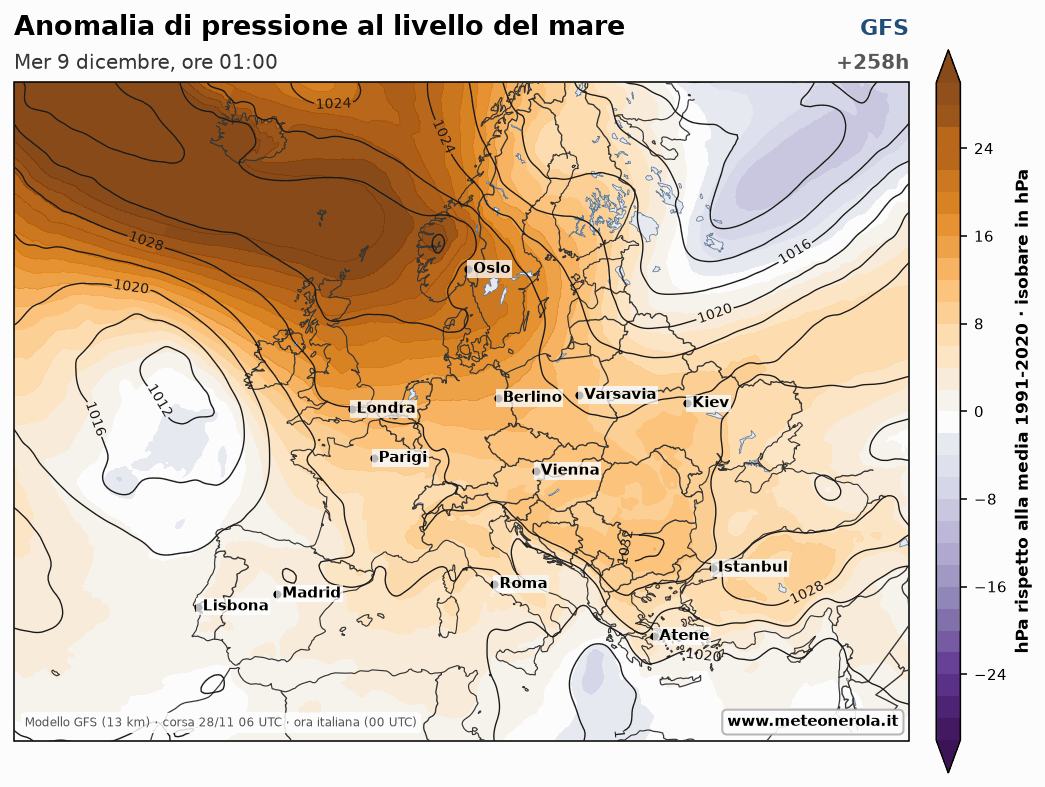 Anomalia di pressione al livello del mare
GFS
Mer 9 dicembre, ore 01:00
+258h
1024
1024
1028
1020
1016
1012
1016
1020
1032
1028
1020
Oslo
Londra
Berlino
Varsavia
Kiev
Parigi
Vienna
Istanbul
Roma
Madrid
Lisbona
Atene
Modello GFS (13 km) · corsa 28/11 06 UTC · ora italiana (00 UTC)
www.meteonerola.it
24
16
8
0
−8
−16
−24
hPa rispetto alla media 1991-2020 · isobare in hPa